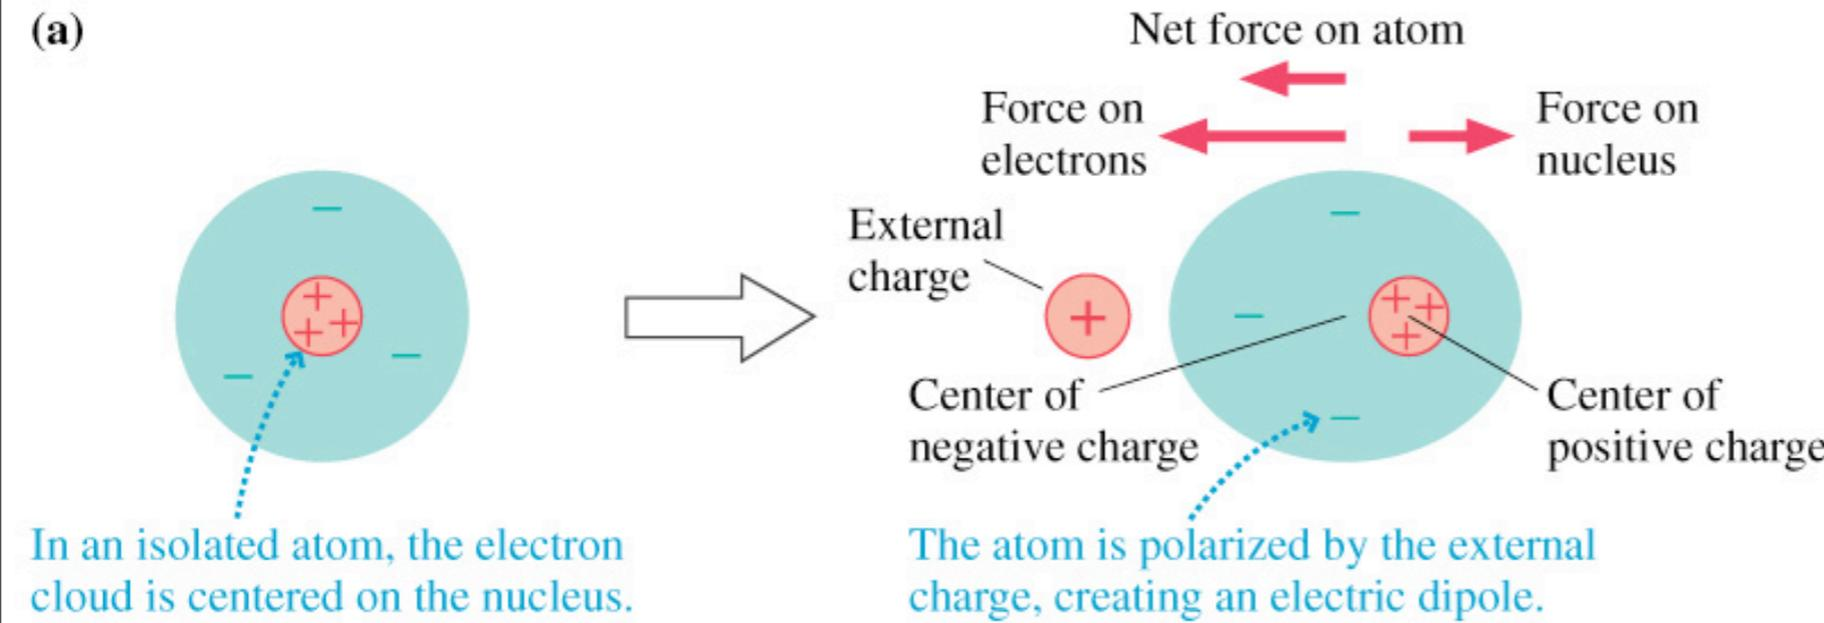 (a)
Net force on atom
Force on
electrons
Force on
nucleus
External
charge
Center of
negative charge
Center of
positive charge
In an isolated atom, the electron
cloud is centered on the nucleus.
The atom is polarized by the external
charge, creating an electric dipole.